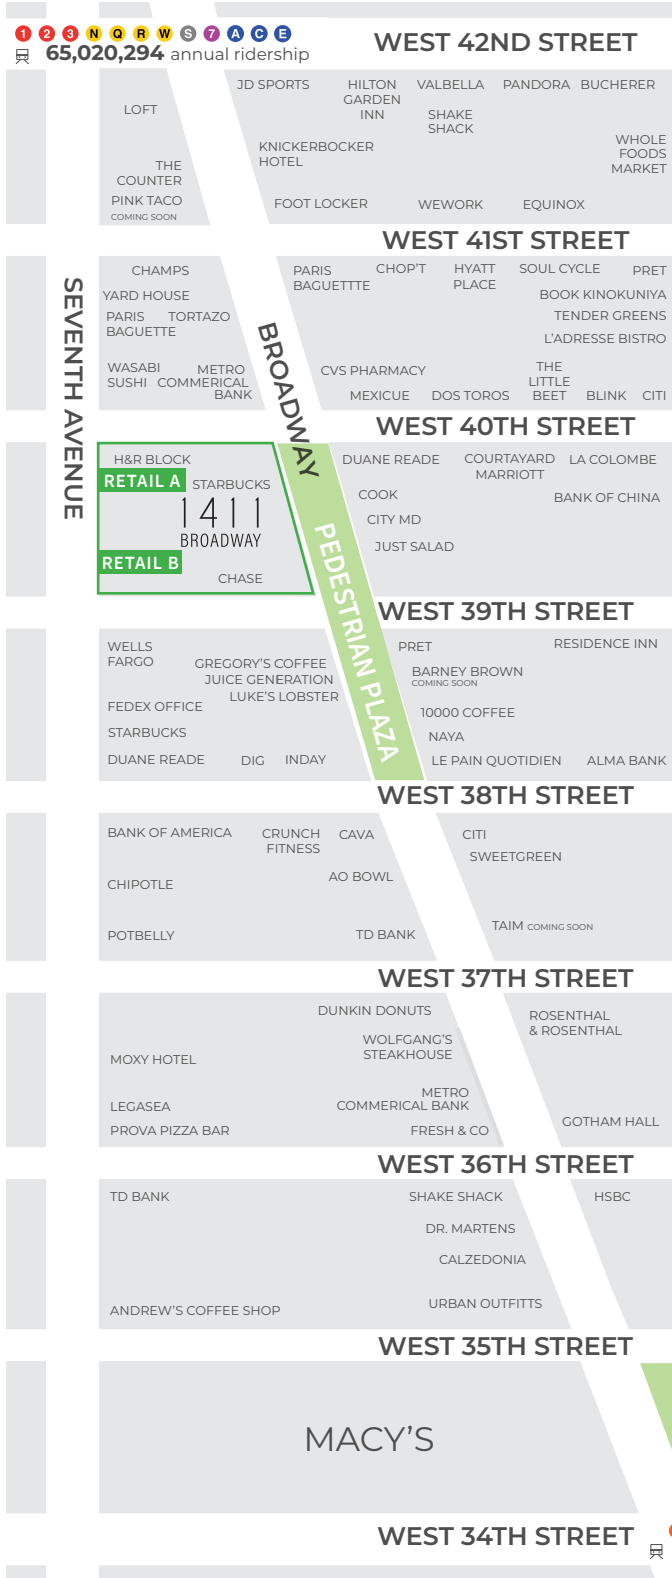 1 2 3 N Q R W S 7 A C E
65,020,294 annual ridership
WEST 42ND STREET
JD SPORTS
HILTON
GARDEN
INN
VALBELLA
PANDORA
BUCHERER
LOFT
SHAKE
SHACK
KNICKERBOCKER
HOTEL
WHOLE
FOODS
MARKET
THE
COUNTER
PINK TACO
COMING SOON
FOOT LOCKER
WEWORK
EQUINOX
WEST 41ST STREET
SEVENTH AVENUE
BROADWAY
CHAMPS
YARD HOUSE
PARIS
BAGUETTE
TORTAZO
WASABI
SUSHI
METRO
COMMERICAL
BANK
PARIS
BAGUETTTE
CHOP'T
HYATT
PLACE
SOUL CYCLE
PRET
BOOK KINOKUNIYA
TENDER GREENS
L'ADRESSE BISTRO
CVS PHARMACY
MEXICUE
DOS TOROS
THE
LITTLE
BEET
BLINK
CITI
WEST 40TH STREET
H&R BLOCK
RETAIL A
STARBUCKS
1411
BROADWAY
RETAIL B
CHASE
PEDESTRIAN PLAZA
DUANE READE
COURTAYARD
MARRIOTT
LA COLOMBE
COOK
BANK OF CHINA
CITY MD
JUST SALAD
WEST 39TH STREET
WELLS
FARGO
GREGORY'S COFFEE
JUICE GENERATION
LUKE'S LOBSTER
FEDEX OFFICE
STARBUCKS
DUANE READE
DIG
INDAY
PRET
RESIDENCE INN
BARNEY BROWN
COMING SOON
10000 COFFEE
NAYA
LE PAIN QUOTIDIEN
ALMA BANK
WEST 38TH STREET
BANK OF AMERICA
CRUNCH
FITNESS
CAVA
CITI
SWEETGREEN
CHIPOTLE
AO BOWL
POTBELLY
TD BANK
TAIM COMING SOON
WEST 37TH STREET
DUNKIN DONUTS
WOLFGANG'S
STEAKHOUSE
ROSENTHAL
& ROSENTHAL
MOXY HOTEL
LEGASEA
METRO
COMMERICAL BANK
PROVA PIZZA BAR
FRESH & CO
GOTHAM HALL
WEST 36TH STREET
TD BANK
SHAKE SHACK
HSBC
DR. MARTENS
CALZEDONIA
ANDREW'S COFFEE SHOP
URBAN OUTFITTS
WEST 35TH STREET
MACY'S
WEST 34TH STREET